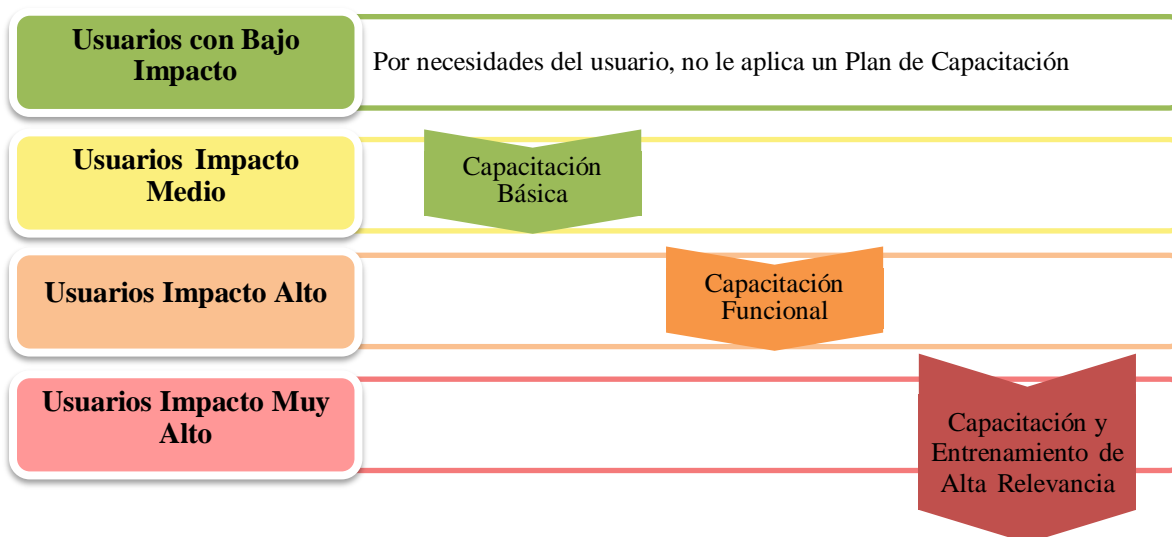 Usuarios con Bajo
Impacto
Por necesidades del usuario, no le aplica un Plan de Capacitación
Usuarios Impacto
Medio
Capacitación
Básica
Usuarios Impacto Alto
Capacitación
Funcional
Usuarios Impacto Muy
Alto
Capacitación y
Entrenamiento de
Alta Relevancia